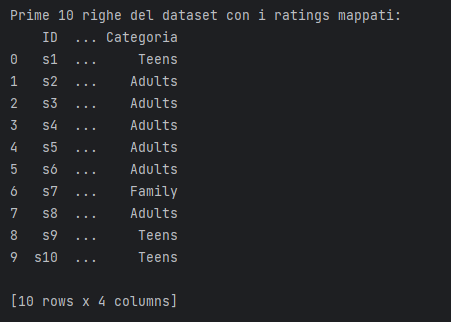 Prime 10 righe del dataset con i ratings mappati:
    ID  ... Categoria
0   s1  ...     Teens
1   s2  ...    Adults
2   s3  ...    Adults
3   s4  ...    Adults
4   s5  ...    Adults
5   s6  ...    Adults
6   s7  ...    Family
7   s8  ...    Adults
8   s9  ...     Teens
9  s10  ...     Teens
[10 rows x 4 columns]